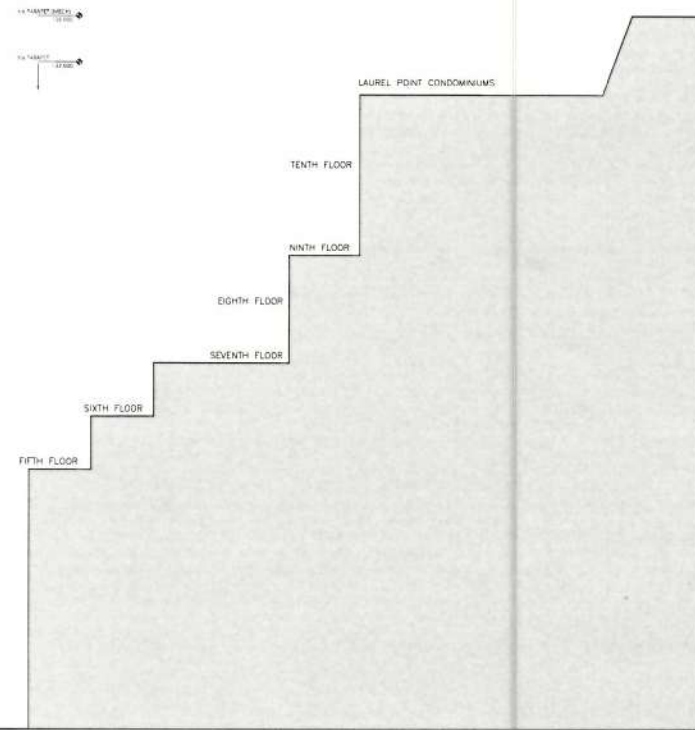 LAUREL POINT CONDOMINIUMS
TENTH FLOOR
NINTH FLOOR
EIGHTH FLOOR
SEVENTH FLOOR
SIXTH FLOOR
FIFTH FLOOR